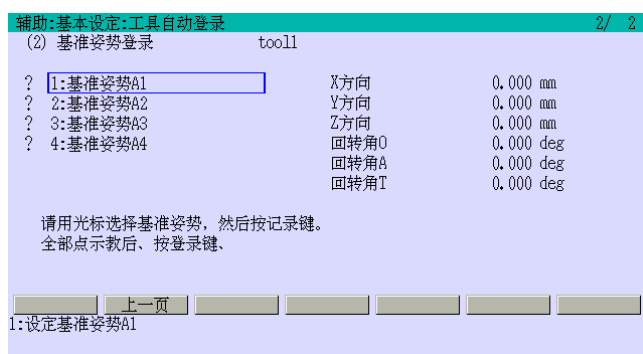 辅助:基本设定:工具自动登录 2/ 2
(2) 基准姿势登录 tool1
? 1:基准姿势A1 X方向 0.000 mm
? 2:基准姿势A2 Y方向 0.000 mm
? 3:基准姿势A3 Z方向 0.000 mm
? 4:基准姿势A4 回转角O 0.000 deg
回转角A 0.000 deg
回转角T 0.000 deg
请用光标选择基准姿势，然后按记录键。
全部点示教后、按登录键、
上一页
1:设定基准姿势A1